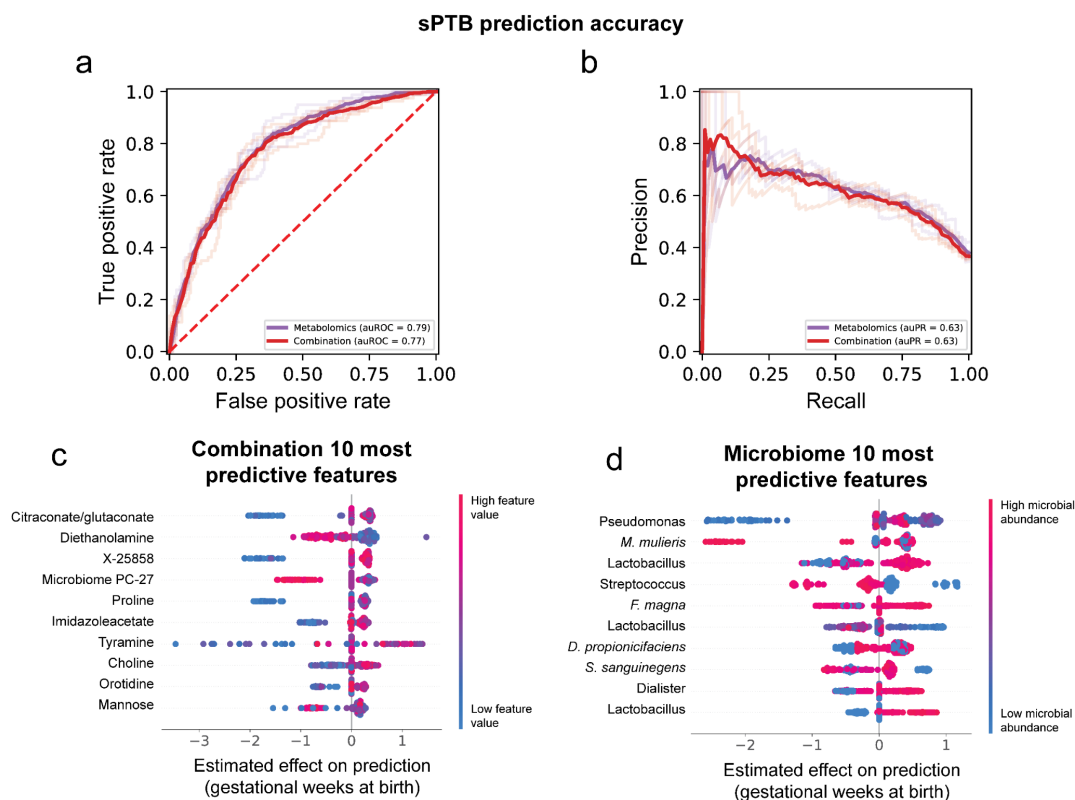 sPTB prediction accuracy
a
True positive rate
1.0
0.8
0.6
0.4
0.2
0.0
Metabolomics (auROC = 0.79)
Combination (auROC = 0.77)
0.00 0.25 0.50 0.75 1.00
False positive rate
b
Precision
1.0
0.8
0.6
0.4
0.2
0.0
Metabolomics (auPR = 0.63)
Combination (auPR = 0.63)
0.00 0.25 0.50 0.75 1.00
Recall
c
Combination 10 most
predictive features
Citraconate/glutaconate
Diethanolamine
X-25858
Microbiome PC-27
Proline
Imidazoleacetate
Tyramine
Choline
Orotidine
Mannose
High feature
value
Low feature
value
−3 −2 −1 0 1
Estimated effect on prediction
(gestational weeks at birth)
d
Microbiome 10 most
predictive features
Pseudomonas
M. mulieris
Lactobacillus
Streptococcus
F. magna
Lactobacillus
D. propionicifaciens
S. sanguinegens
Dialister
Lactobacillus
High microbial
abundance
Low microbial
abundance
−2 −1 0 1
Estimated effect on prediction
(gestational weeks at birth)